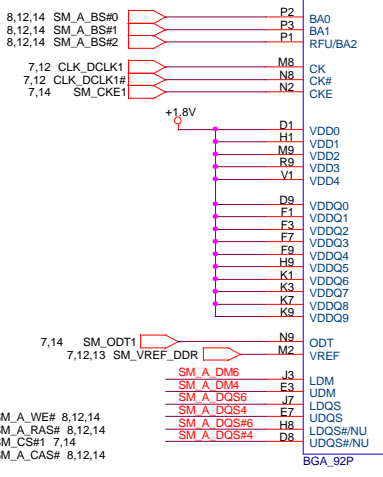 8,12,14 SM_A_BS#0 P2 BA0
8,12,14 SM_A_BS#1 P3 BA1
8,12,14 SM_A_BS#2 P1 RFU/BA2
7,12 CLK_DCLK1 M8 CK
7,12 CLK_DCLK1# N8 CK#
7,14 SM_CKE1 N2 CKE
+1.8V
D1 VDD0
H1 VDD1
M9 VDD2
R9 VDD3
V1 VDD4
D9 VDDQ0
F1 VDDQ1
F3 VDDQ2
F7 VDDQ3
F9 VDDQ4
H9 VDDQ5
K1 VDDQ6
K3 VDDQ7
K7 VDDQ8
K9 VDDQ9
7,14 SM_ODT1 N9 ODT
7,12,13 SM_VREF_DDR M2 VREF
SM_A_DM6 J3 LDM
SM_A_DM4 E3 UDM
SM_A_DQS6 J7 LDQS
SM_A_DQS4 E7 UDQS
SM_A_DQS#6 H8 LDQS#/NU
SM_A_DQS#4 D8 UDQS#/NU
M_A_WE# 8,12,14
M_A_RAS# 8,12,14
M_CS#1 7,14
M_A_CAS# 8,12,14
BGA_92P